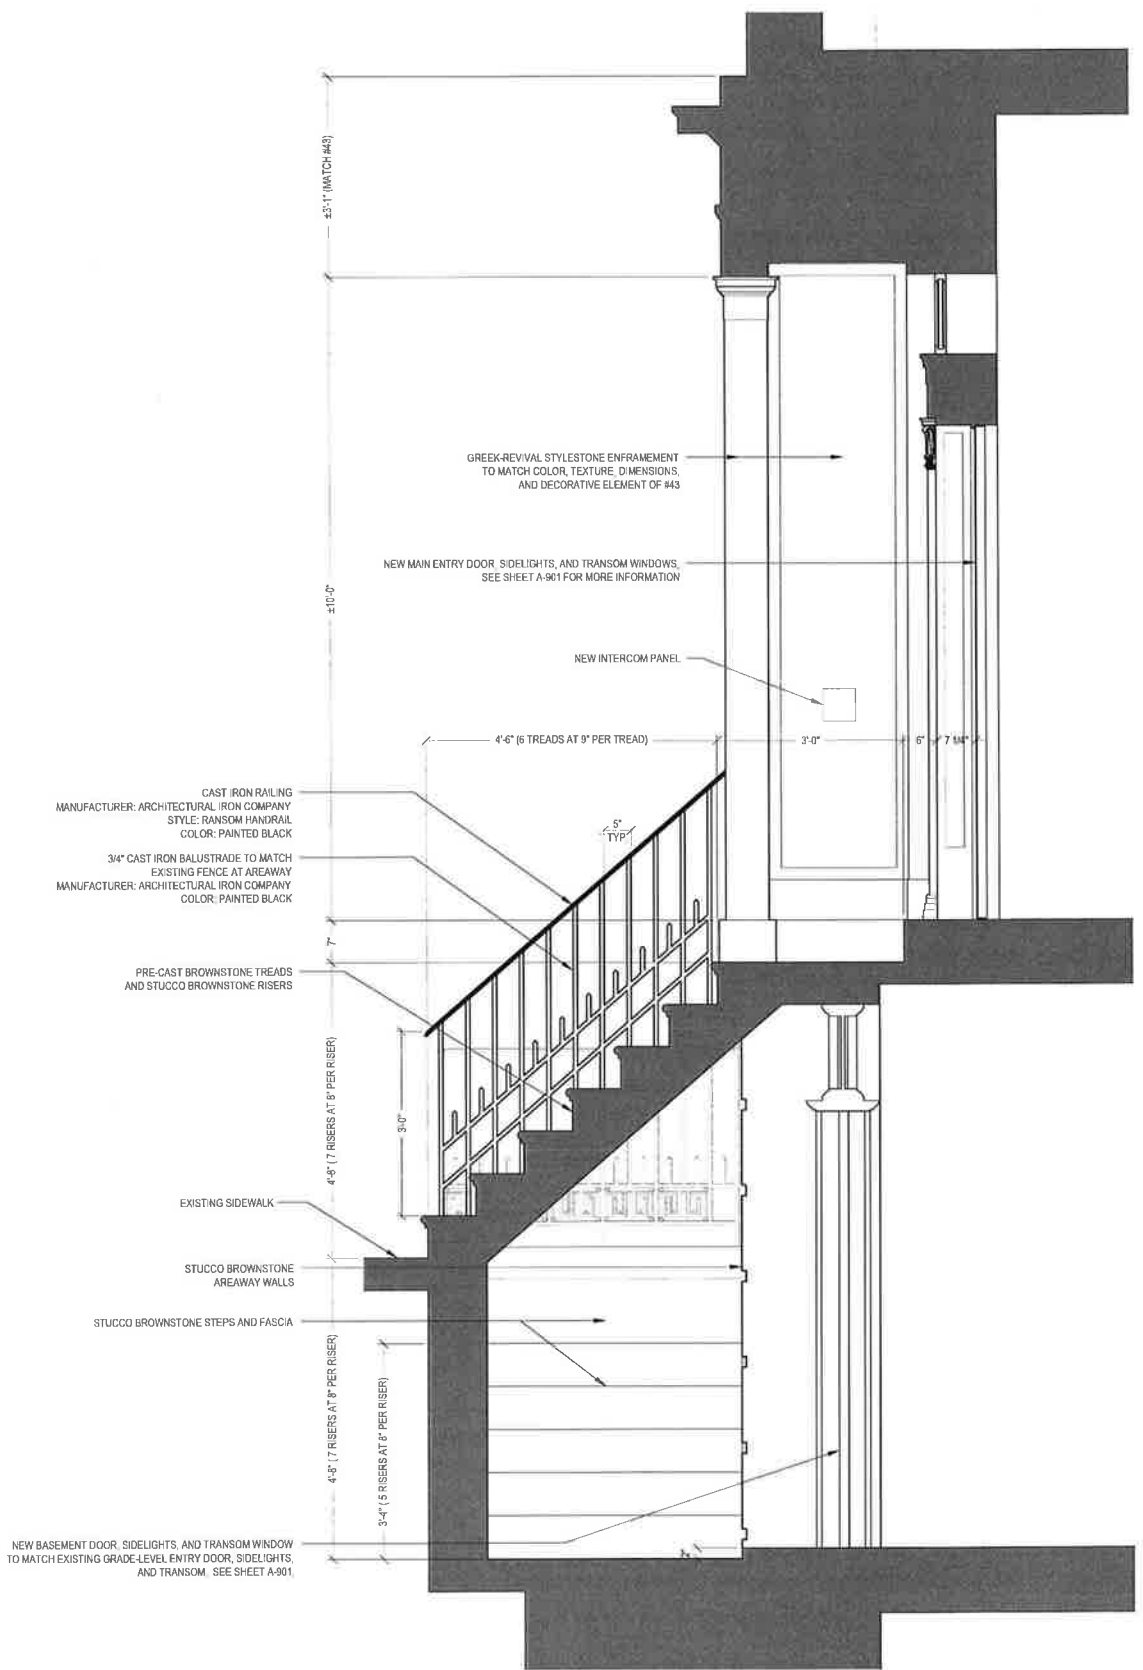 ±3'-1" (MATCH #43)
GREEK-REVIVAL STYLESTONE ENFRAMEMENT
TO MATCH COLOR, TEXTURE, DIMENSIONS,
AND DECORATIVE ELEMENT OF #43
NEW MAIN ENTRY DOOR, SIDELIGHTS, AND TRANSOM WINDOWS,
SEE SHEET A-901 FOR MORE INFORMATION
±10'-0"
NEW INTERCOM PANEL
4'-6" (6 TREADS AT 9" PER TREAD)
3'-0"
6"
7 1/4"
CAST IRON RAILING
MANUFACTURER: ARCHITECTURAL IRON COMPANY
STYLE: RANSOM HANDRAIL
COLOR: PAINTED BLACK
5"
TYP
3/4" CAST IRON BALUSTRADE TO MATCH
EXISTING FENCE AT AREAWAY
MANUFACTURER: ARCHITECTURAL IRON COMPANY
COLOR: PAINTED BLACK
7"
PRE-CAST BROWNSTONE TREADS
AND STUCCO BROWNSTONE RISERS
4'-8" ( 7 RISERS AT 8" PER RISER)
3'-0"
EXISTING SIDEWALK
STUCCO BROWNSTONE
AREAWAY WALLS
STUCCO BROWNSTONE STEPS AND FASCIA
4'-8" ( 7 RISERS AT 8" PER RISER)
3'-4" ( 5 RISERS AT 8" PER RISER)
NEW BASEMENT DOOR, SIDELIGHTS, AND TRANSOM WINDOW
TO MATCH EXISTING GRADE-LEVEL ENTRY DOOR, SIDELIGHTS,
AND TRANSOM. SEE SHEET A-901